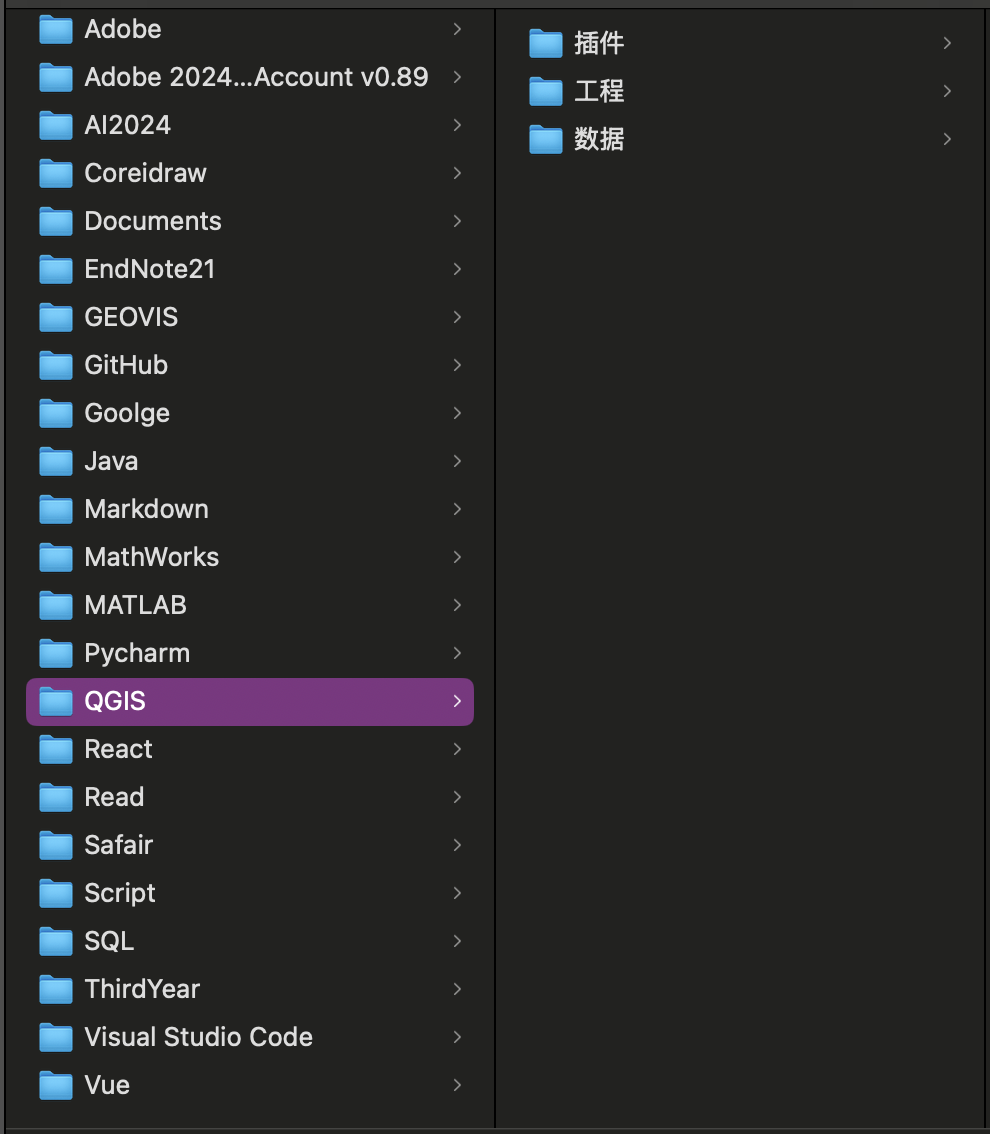 Adobe
Adobe 2024...Account v0.89
AI2024
Coreidraw
Documents
EndNote21
GEOVIS
GitHub
Goolge
Java
Markdown
MathWorks
MATLAB
Pycharm
QGIS
React
Read
Safair
Script
SQL
ThirdYear
Visual Studio Code
Vue
插件
工程
数据